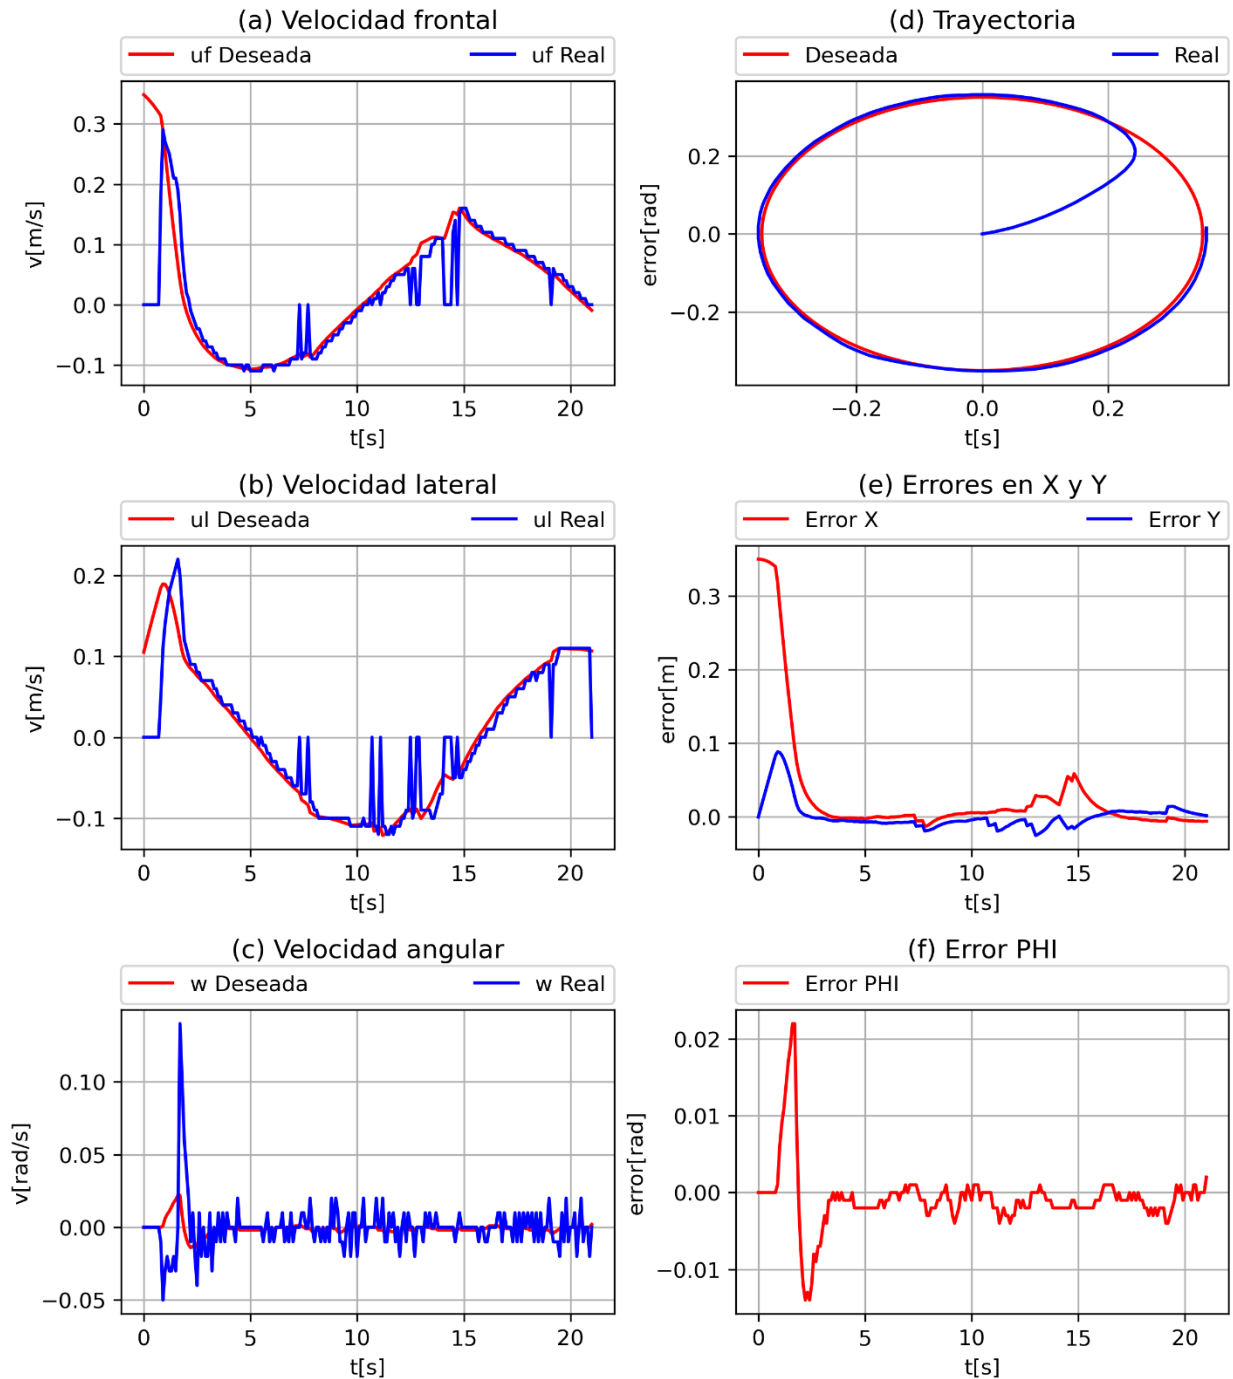 (a) Velocidad frontal
uf Deseada uf Real
0.3
0.2
0.1
0.0
−0.1
v[m/s]
0 5 10 15 20
t[s]
(d) Trayectoria
Deseada Real
0.2
0.0
−0.2
error[rad]
−0.2 0.0 0.2
t[s]
(b) Velocidad lateral
ul Deseada ul Real
0.2
0.1
0.0
−0.1
v[m/s]
0 5 10 15 20
t[s]
(e) Errores en X y Y
Error X Error Y
0.3
0.2
0.1
0.0
error[m]
0 5 10 15 20
t[s]
(c) Velocidad angular
w Deseada w Real
0.10
0.05
0.00
−0.05
v[rad/s]
0 5 10 15 20
t[s]
(f) Error PHI
Error PHI
0.02
0.01
0.00
−0.01
error[rad]
0 5 10 15 20
t[s]